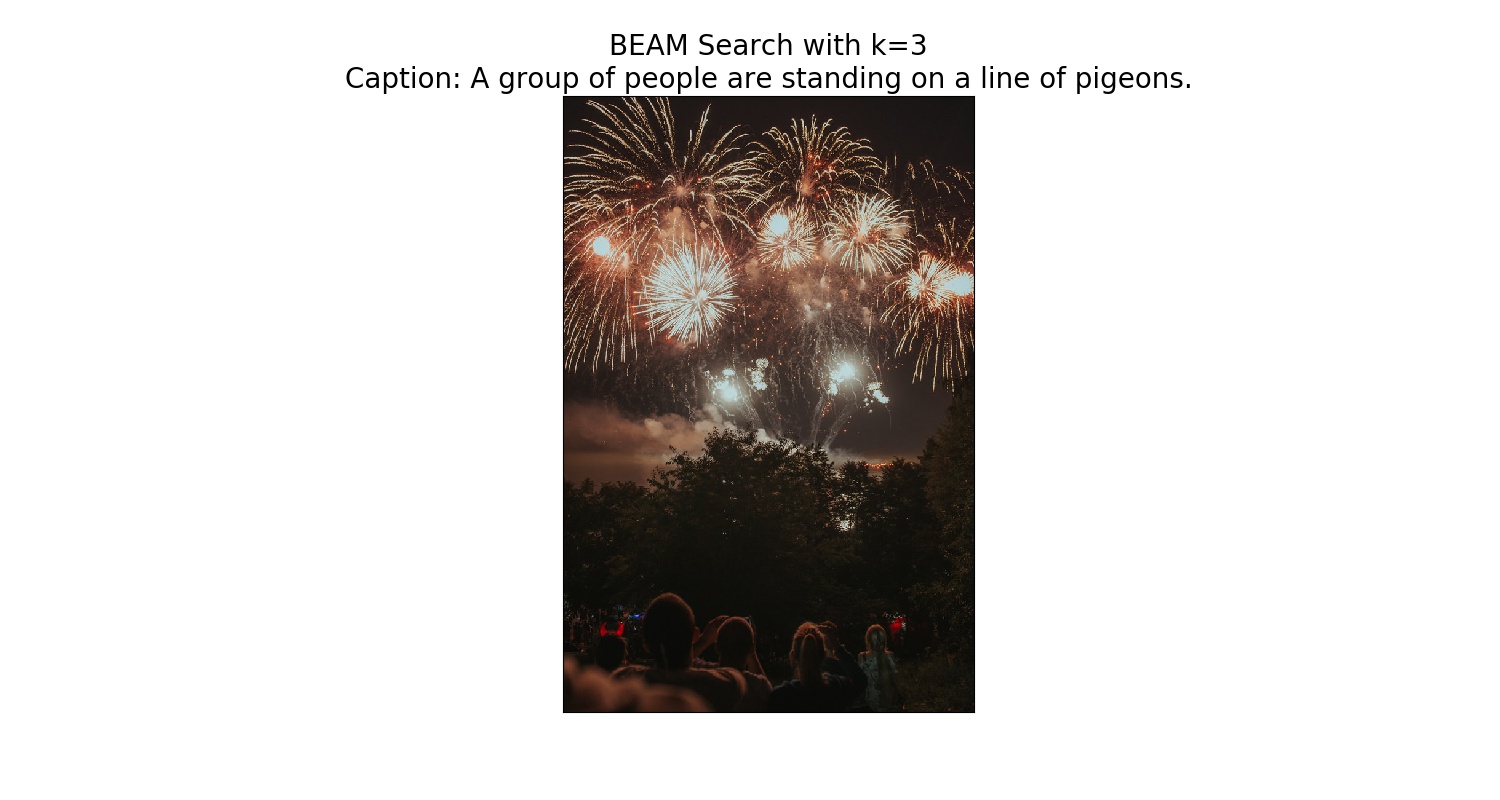 BEAM Search with k=3
Caption: A group of people are standing on a line of pigeons.